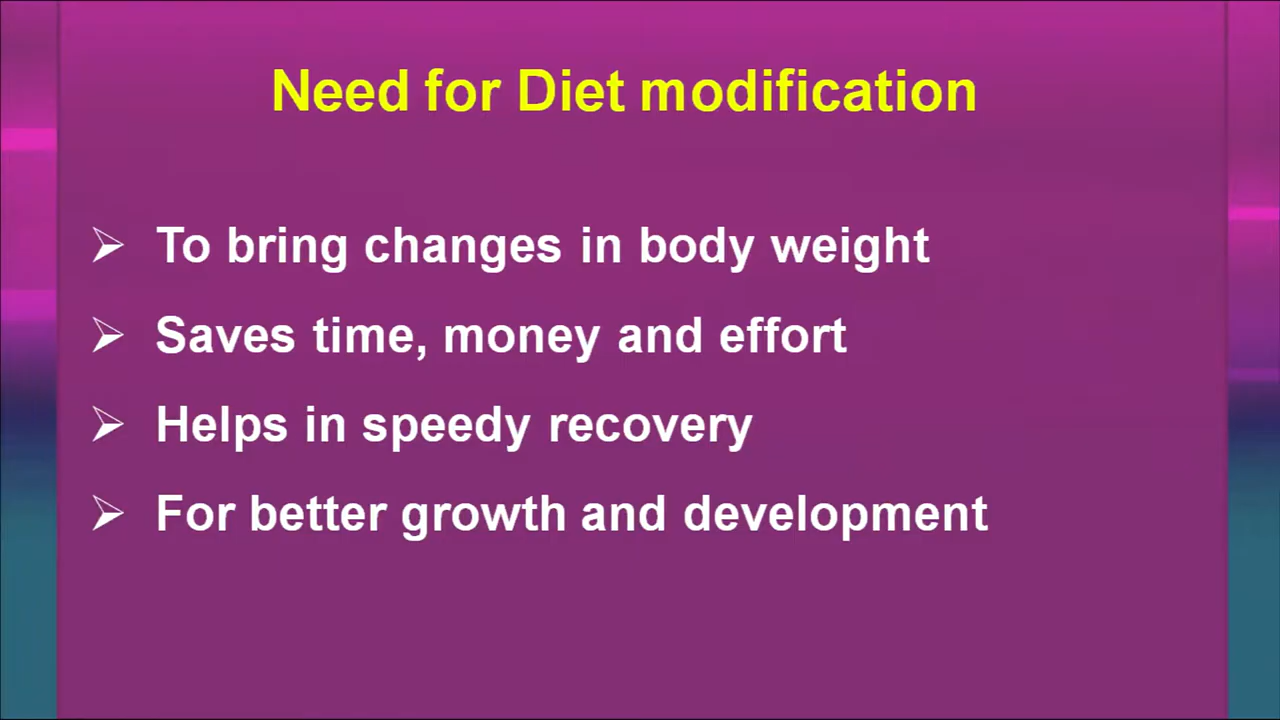 Need for Diet modification
➢ To bring changes in body weight
➢ Saves time, money and effort
➢ Helps in speedy recovery
➢ For better growth and development